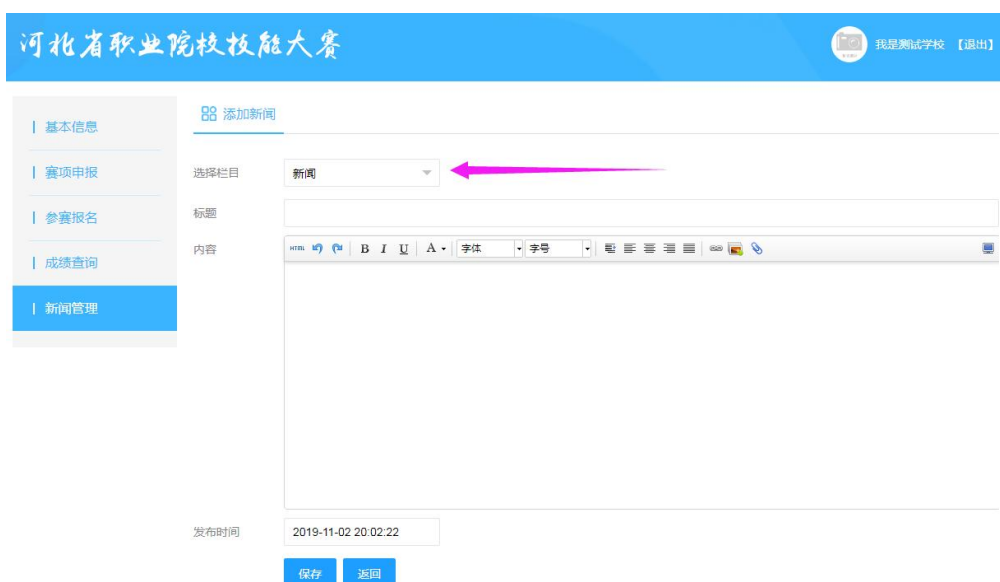 河北省职业院校技能大赛
我是测试学校 【退出】
基本信息
赛项申报
参赛报名
成绩查询
新闻管理
添加新闻
选择栏目 新闻
标题
内容 HTML B I U A 字体 字号
发布时间 2019-11-02 20:02:22
保存 返回